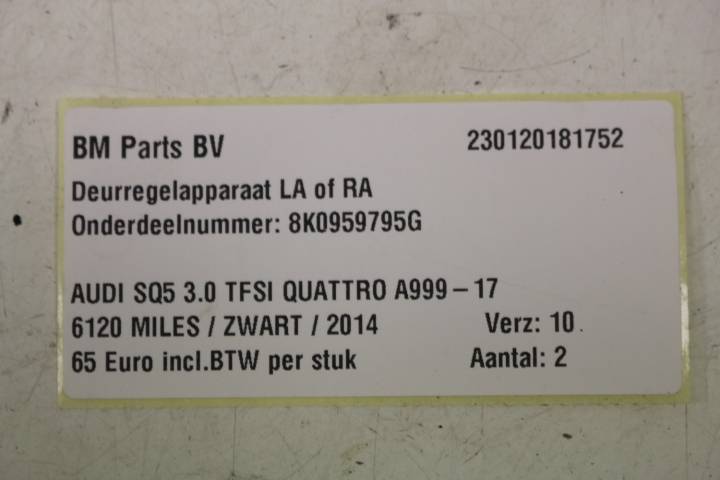 BM Parts BV 230120181752
Deurregelapparaat LA of RA
Onderdeelnummer: 8K0959795G
AUDI SQ5 3.0 TFSI QUATTRO A999 – 17
6120 MILES / ZWART / 2014 Verz: 10
65 Euro incl.BTW per stuk Aantal: 2